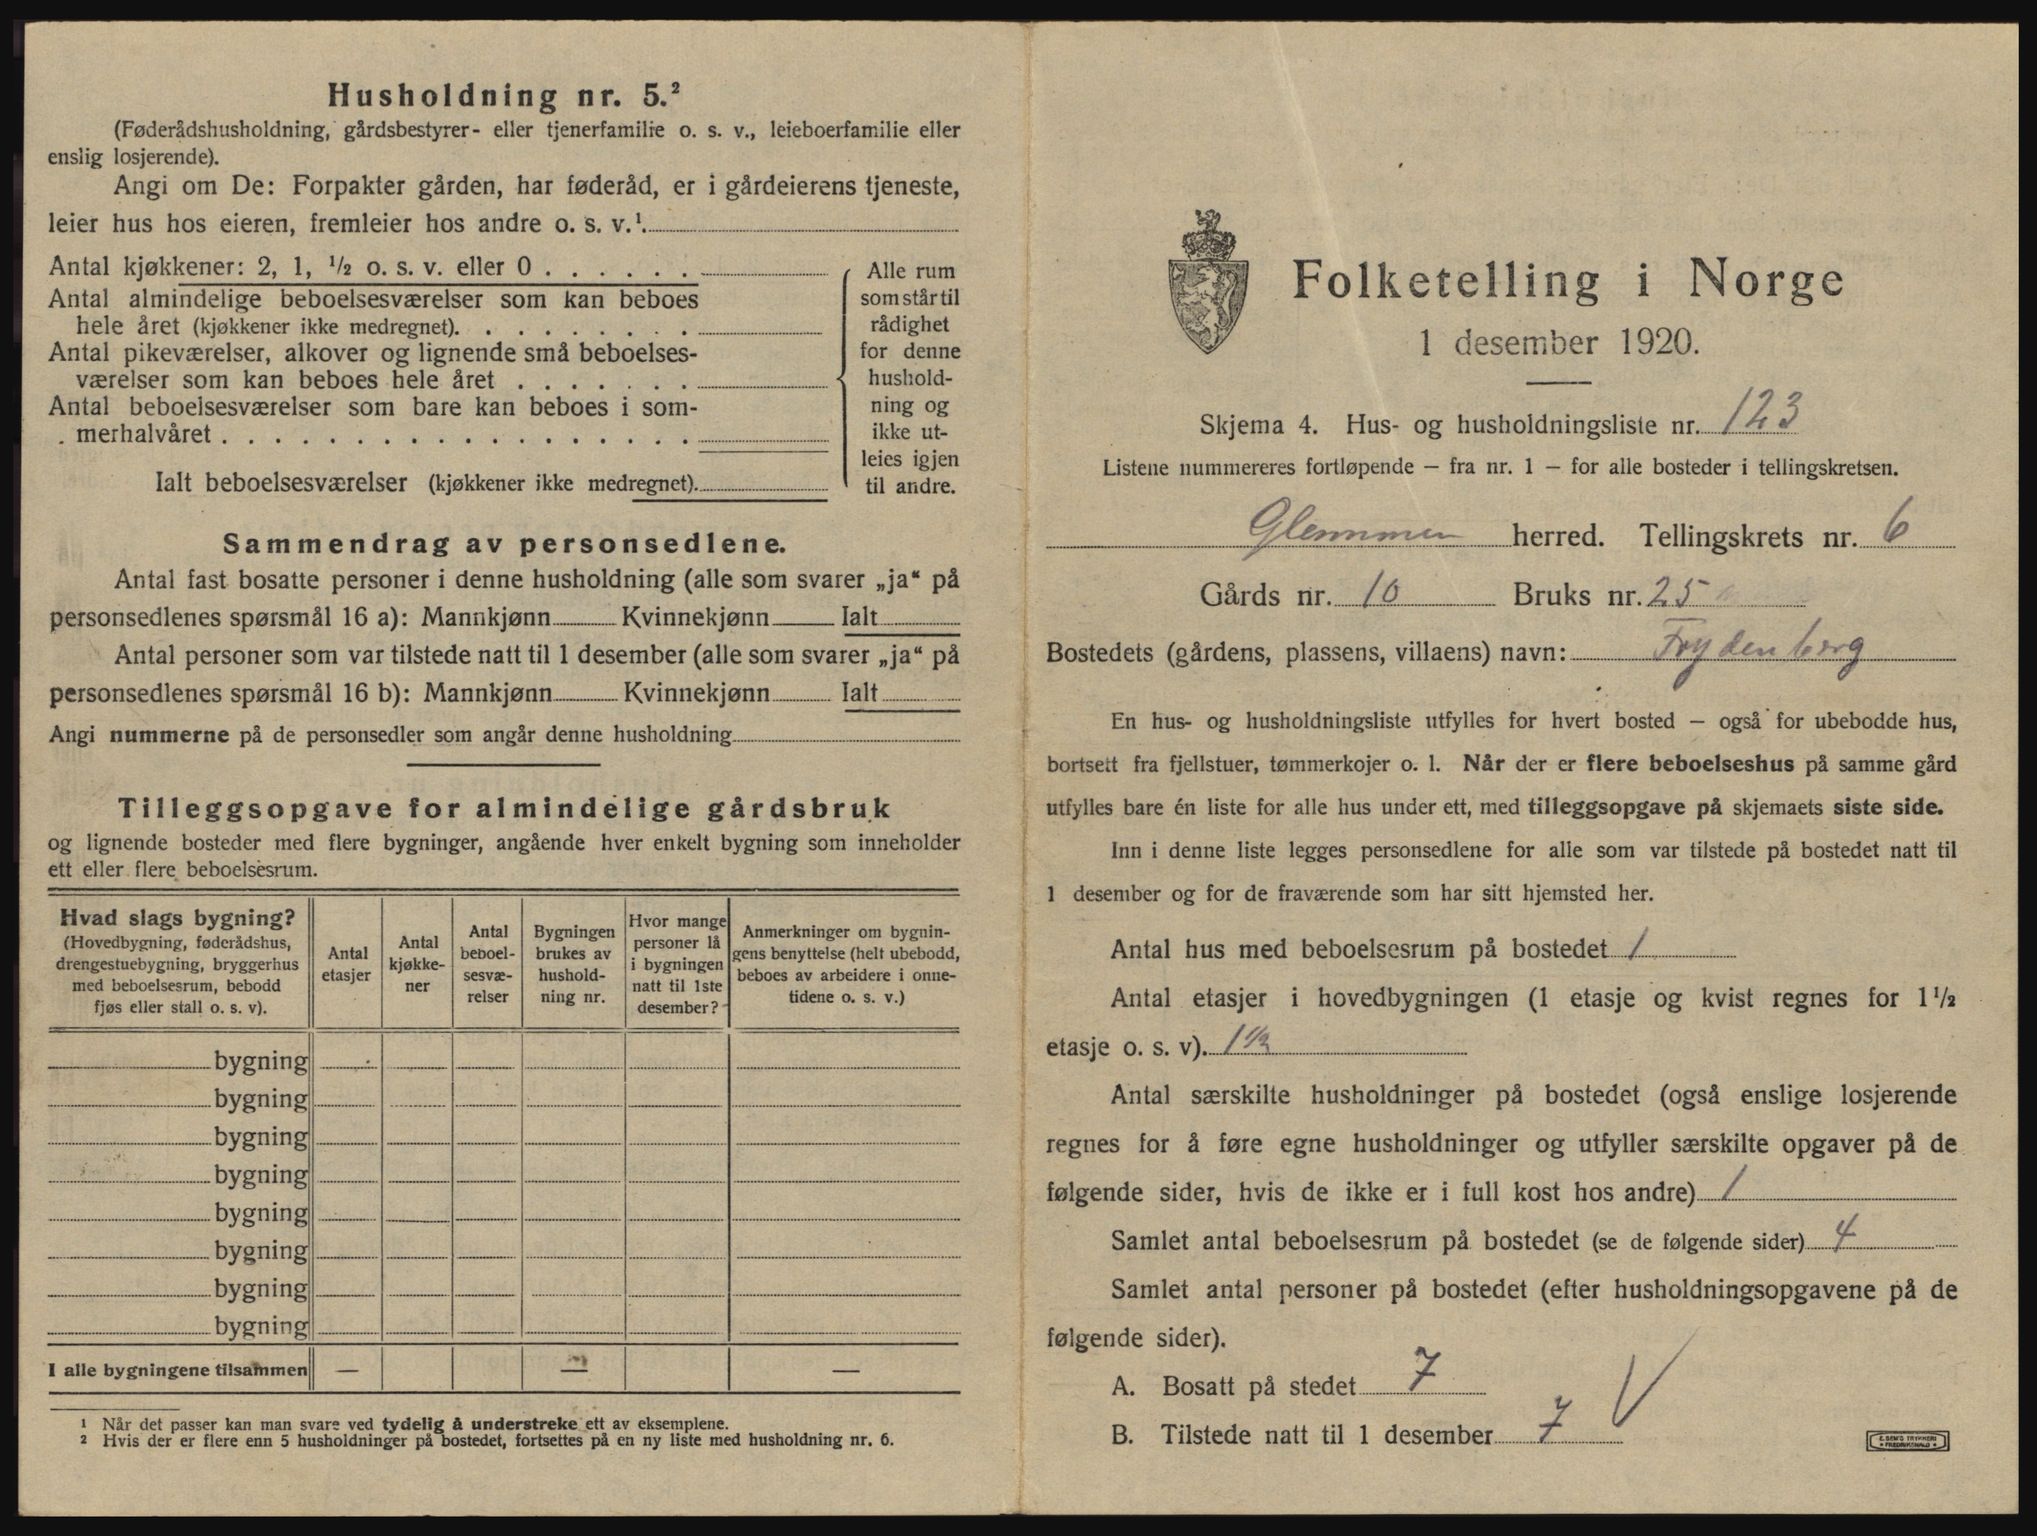 Husholdning nr. 5.²
(Føderådshusholdning, gårdsbestyrer- eller tjenerfamilie o. s. v., leieboerfamilie eller
enslig losjerende).
Angi om De: Forpakter gården, har føderåd, er i gårdeierens tjeneste,
leier hus hos eieren, fremleier hos andre o. s. v.¹
Antal kjøkkener: 2, 1, ½ o. s. v. eller 0 . . . . . .
Antal almindelige beboelsesværelser som kan beboes
hele året (kjøkkener ikke medregnet). . . . . . . . .
Antal pikeværelser, alkover og lignende små beboelses-
værelser som kan beboes hele året . . . . . . .
Antal beboelsesværelser som bare kan beboes i som-
merhalvåret . . . . . . . . . . . . . . . . . .
Ialt beboelsesværelser (kjøkkener ikke medregnet).
Alle rum
som står til
rådighet
for denne
hushold-
ning og
ikke ut-
leies igjen
til andre.
Sammendrag av personsedlene.
Antal fast bosatte personer i denne husholdning (alle som svarer „ja“ på
personsedlenes spørsmål 16 a): Mannkjønn Kvinnekjønn Ialt
Antal personer som var tilstede natt til 1 desember (alle som svarer „ja“ på
personsedlenes spørsmål 16 b): Mannkjønn Kvinnekjønn Ialt
Angi nummerne på de personsedler som angår denne husholdning
Tilleggsopgave for almindelige gårdsbruk
og lignende bosteder med flere bygninger, angående hver enkelt bygning som inneholder
ett eller flere beboelsesrum.
Hvad slags bygning?
(Hovedbygning, føderådshus,
drengestuebygning, bryggerhus
med beboelsesrum, bebodd
fjøs eller stall o. s. v).
Antal
etasjer
Antal
kjøkke-
ner
Antal
beboel-
sesvæ-
relser
Bygningen
brukes av
hushold-
ning nr.
Hvor mange
personer lå
i bygningen
natt til 1ste
desember?
Anmerkninger om bygnin-
gens benyttelse (helt ubebodd,
beboes av arbeidere i onne-
tidene o. s. v.)
bygning
bygning
bygning
bygning
bygning
bygning
bygning
bygning
I alle bygningene tilsammen — — —
¹ Når det passer kan man svare ved tydelig å understreke ett av eksemplene.
² Hvis der er flere enn 5 husholdninger på bostedet, fortsettes på en ny liste med husholdning nr. 6.
Folketelling i Norge
1 desember 1920.
Skjema 4. Hus- og husholdningsliste nr. 123
Listene nummereres fortløpende – fra nr. 1 – for alle bosteder i tellingskretsen.
Glemmen herred. Tellingskrets nr. 6
Gårds nr. 10 Bruks nr. 25
Bostedets (gårdens, plassens, villaens) navn: Frydenberg
En hus- og husholdningsliste utfylles for hvert bosted – også for ubebodde hus,
bortsett fra fjellstuer, tømmerkojer o. l. Når der er flere beboelseshus på samme gård
utfylles bare én liste for alle hus under ett, med tilleggsopgave på skjemaets siste side.
Inn i denne liste legges personsedlene for alle som var tilstede på bostedet natt til
1 desember og for de fraværende som har sitt hjemsted her.
Antal hus med beboelsesrum på bostedet 1
Antal etasjer i hovedbygningen (1 etasje og kvist regnes for 1½
etasje o. s. v). 1½
Antal særskilte husholdninger på bostedet (også enslige losjerende
regnes for å føre egne husholdninger og utfyller særskilte opgaver på de
følgende sider, hvis de ikke er i full kost hos andre) 1
Samlet antal beboelsesrum på bostedet (se de følgende sider) 4
Samlet antal personer på bostedet (efter husholdningsopgavene på de
følgende sider).
A. Bosatt på stedet 7
B. Tilstede natt til 1 desember 7 V
E. SEM'S TRYKKERI
• FREDRIKSHALD •